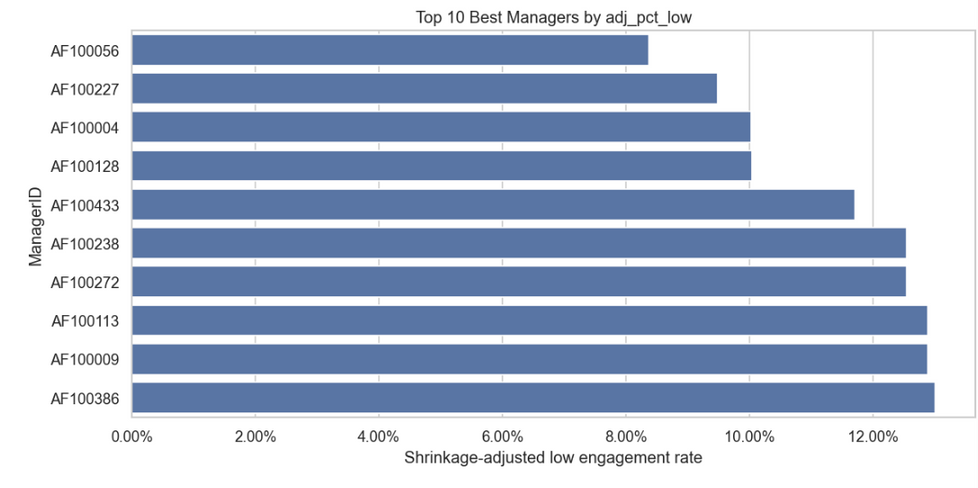 Top 10 Best Managers by adj_pct_low
ManagerID
AF100056
AF100227
AF100004
AF100128
AF100433
AF100238
AF100272
AF100113
AF100009
AF100386
0.00% 2.00% 4.00% 6.00% 8.00% 10.00% 12.00%
Shrinkage-adjusted low engagement rate